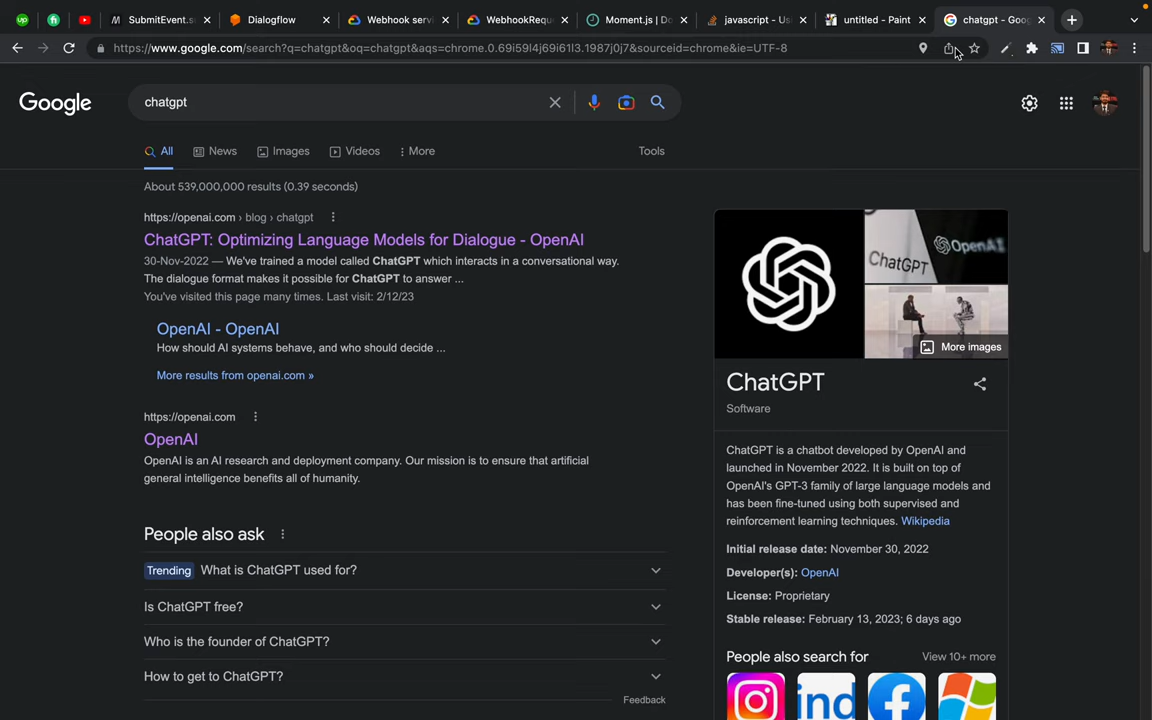 SubmitEvent.su
Dialogflow
Webhook servi
WebhookRequ
Moment.js | Do
javascript - Usi
untitled - Paint
chatgpt - Goog
https://www.google.com/search?q=chatgpt&oq=chatgpt&aqs=chrome.0.69i59l4j69i61l3.1987j0j7&sourceid=chrome&ie=UTF-8
Google
chatgpt
All
News
Images
Videos
More
Tools
About 539,000,000 results (0.39 seconds)
https://openai.com › blog › chatgpt
ChatGPT: Optimizing Language Models for Dialogue - OpenAI
30-Nov-2022 — We've trained a model called ChatGPT which interacts in a conversational way.
The dialogue format makes it possible for ChatGPT to answer ...
You've visited this page many times. Last visit: 2/12/23
OpenAI - OpenAI
How should AI systems behave, and who should decide ...
More results from openai.com »
https://openai.com
OpenAI
OpenAI is an AI research and deployment company. Our mission is to ensure that artificial
general intelligence benefits all of humanity.
People also ask
Trending What is ChatGPT used for?
Is ChatGPT free?
Who is the founder of ChatGPT?
How to get to ChatGPT?
Feedback
ChatGPT
OpenAI
More images
ChatGPT
Software
ChatGPT is a chatbot developed by OpenAI and
launched in November 2022. It is built on top of
OpenAI's GPT-3 family of large language models and
has been fine-tuned using both supervised and
reinforcement learning techniques. Wikipedia
Initial release date: November 30, 2022
Developer(s): OpenAI
License: Proprietary
Stable release: February 13, 2023; 6 days ago
People also search for
View 10+ more
ind